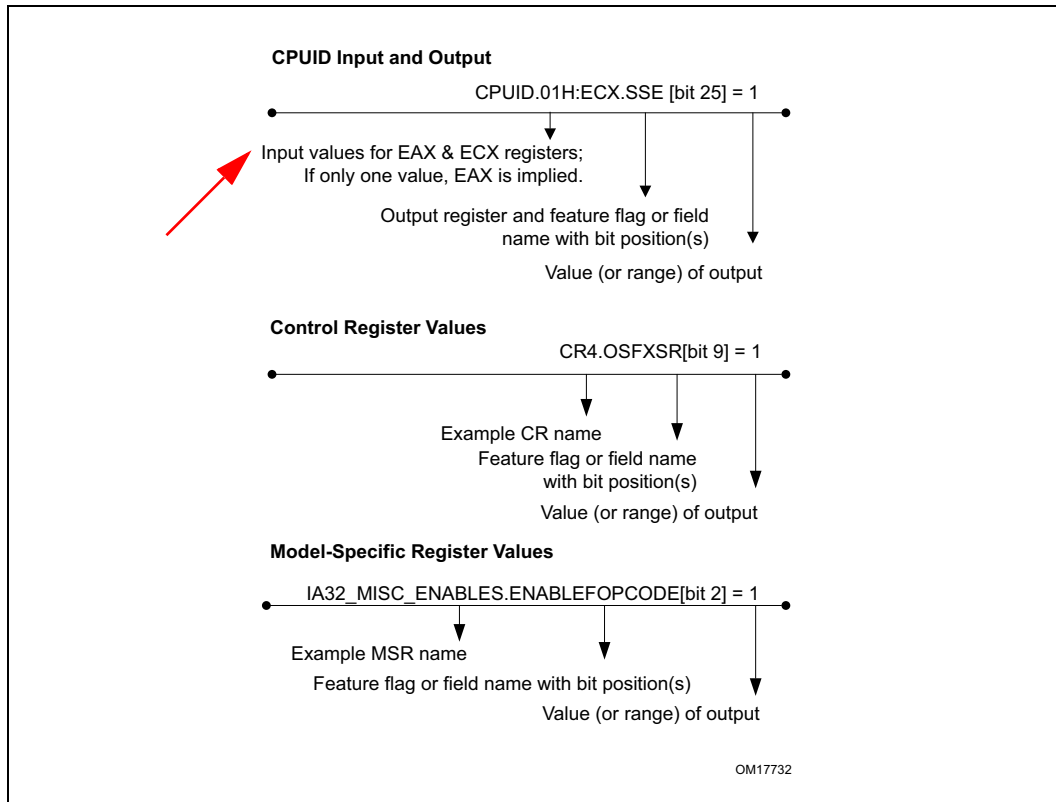 CPUID Input and Output
CPUID.01H:ECX.SSE [bit 25] = 1
Input values for EAX & ECX registers;
If only one value, EAX is implied.
Output register and feature flag or field
name with bit position(s)
Value (or range) of output
Control Register Values
CR4.OSFXSR[bit 9] = 1
Example CR name
Feature flag or field name
with bit position(s)
Value (or range) of output
Model-Specific Register Values
IA32_MISC_ENABLES.ENABLEFOPCODE[bit 2] = 1
Example MSR name
Feature flag or field name with bit position(s)
Value (or range) of output
OM17732